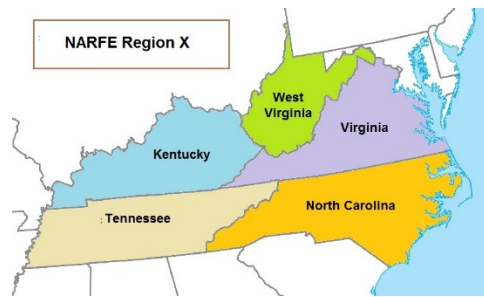 NARFE Region X
West
Virginia
Virginia
Kentucky
Tennessee
North Carolina